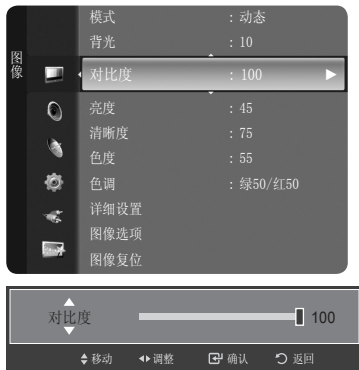 图像
模式 : 动态
背光 : 10
对比度 : 100
亮度 : 45
清晰度 : 75
色度 : 55
色调 : 绿50/红50
详细设置
图像选项
图像复位
对比度 100
移动 调整 确认 返回